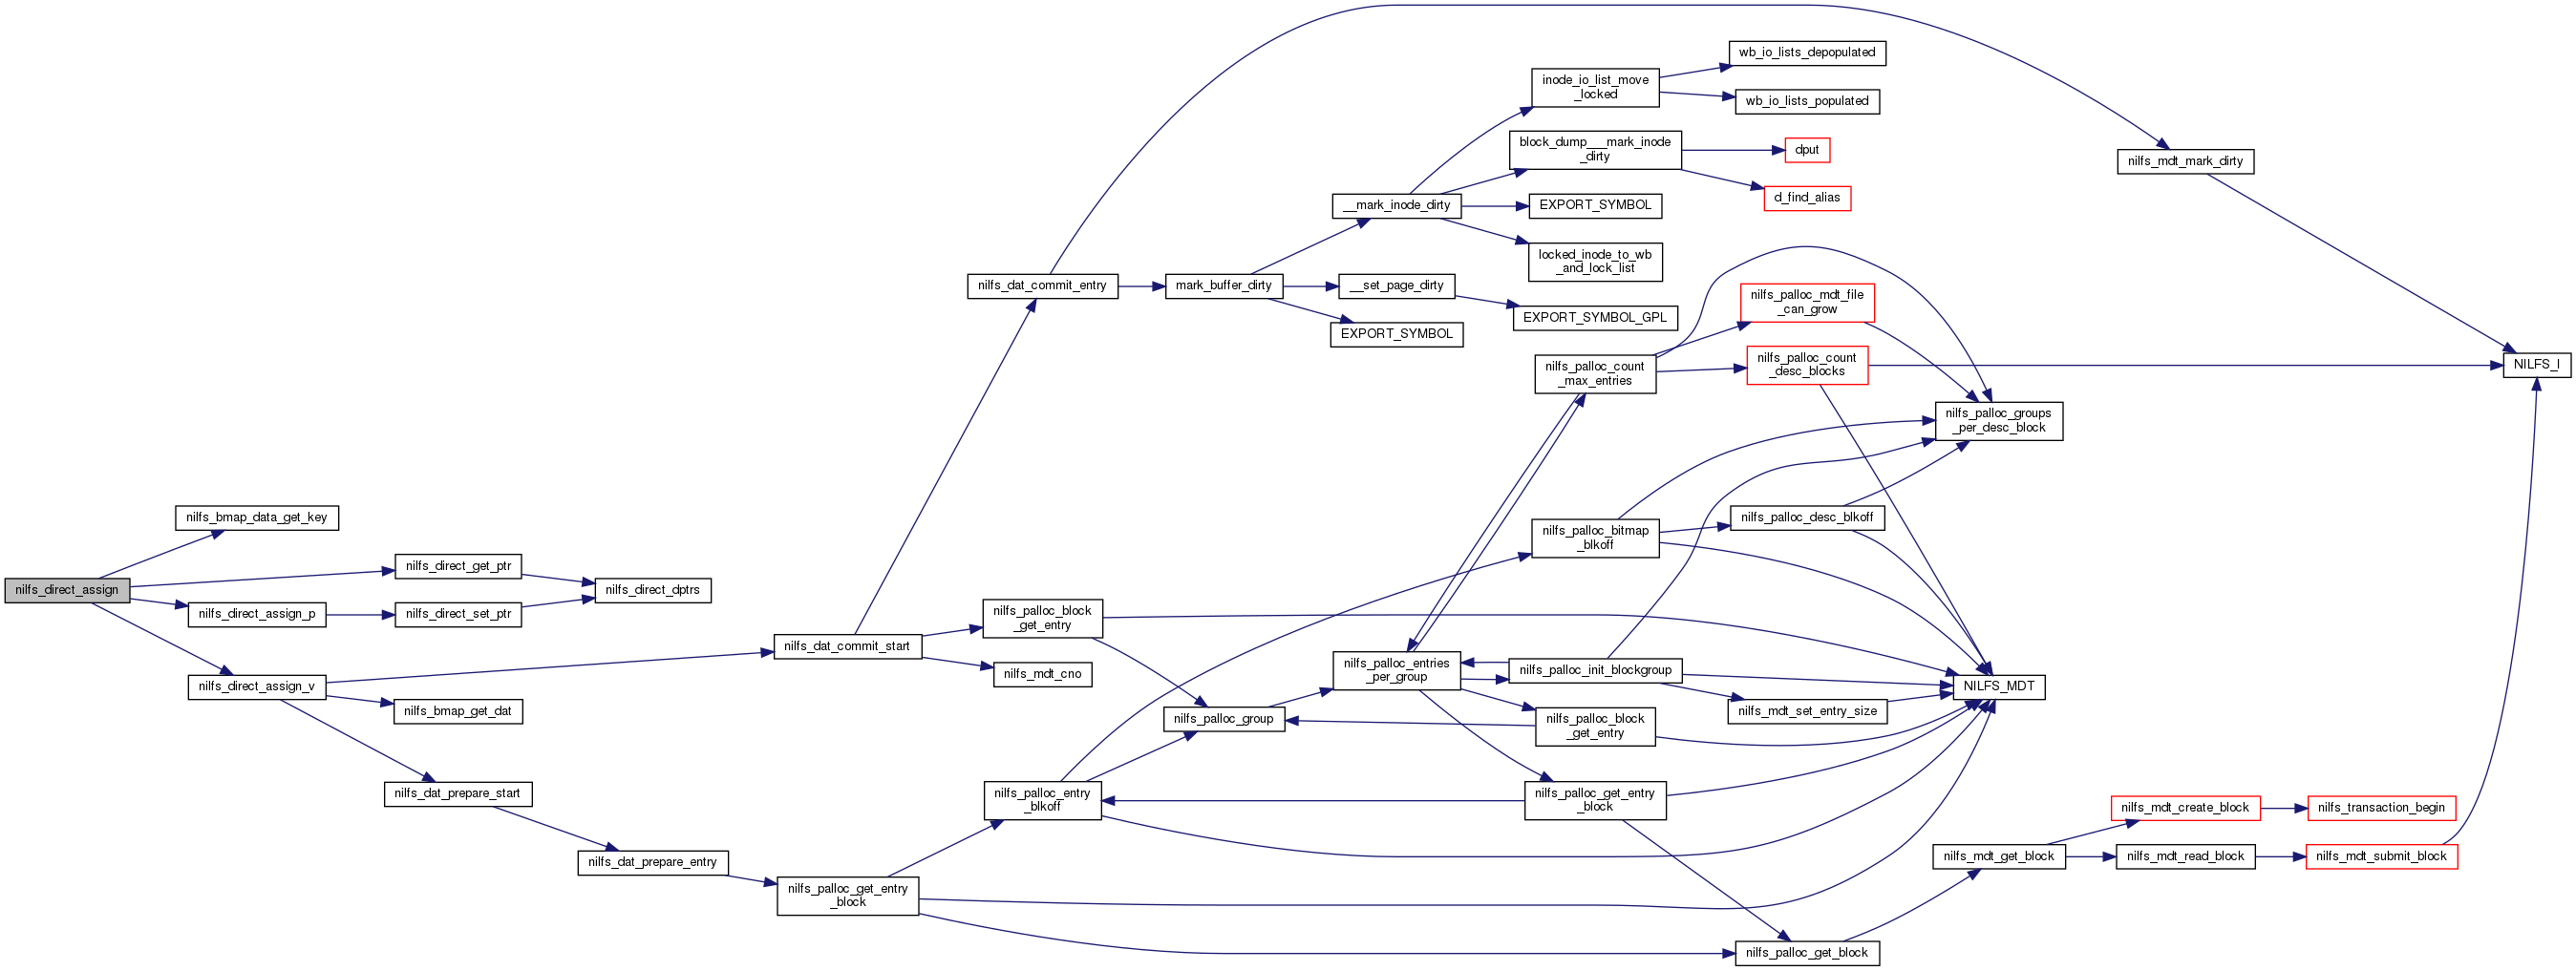 nilfs_direct_assign
nilfs_bmap_data_get_key
nilfs_direct_get_ptr
nilfs_direct_assign_p
nilfs_direct_set_ptr
nilfs_direct_dptrs
nilfs_direct_assign_v
nilfs_bmap_get_dat
nilfs_dat_prepare_start
nilfs_dat_prepare_entry
nilfs_dat_commit_start
nilfs_palloc_get_entry
_block
nilfs_dat_commit_entry
nilfs_palloc_block
_get_entry
nilfs_mdt_cno
nilfs_palloc_entry
_blkoff
mark_buffer_dirty
nilfs_palloc_group
__mark_inode_dirty
__set_page_dirty
EXPORT_SYMBOL
nilfs_palloc_entries
_per_group
inode_io_list_move
_locked
block_dump___mark_inode
_dirty
EXPORT_SYMBOL
locked_inode_to_wb
_and_lock_list
EXPORT_SYMBOL_GPL
nilfs_palloc_count
_max_entries
nilfs_palloc_bitmap
_blkoff
nilfs_palloc_init_blockgroup
nilfs_palloc_block
_get_entry
nilfs_palloc_get_entry
_block
wb_io_lists_depopulated
wb_io_lists_populated
dput
d_find_alias
nilfs_palloc_mdt_file
_can_grow
nilfs_palloc_count
_desc_blocks
nilfs_palloc_desc_blkoff
nilfs_mdt_set_entry_size
nilfs_palloc_get_block
nilfs_palloc_groups
_per_desc_block
NILFS_MDT
nilfs_mdt_get_block
nilfs_mdt_mark_dirty
nilfs_mdt_create_block
nilfs_mdt_read_block
nilfs_transaction_begin
nilfs_mdt_submit_block
NILFS_I